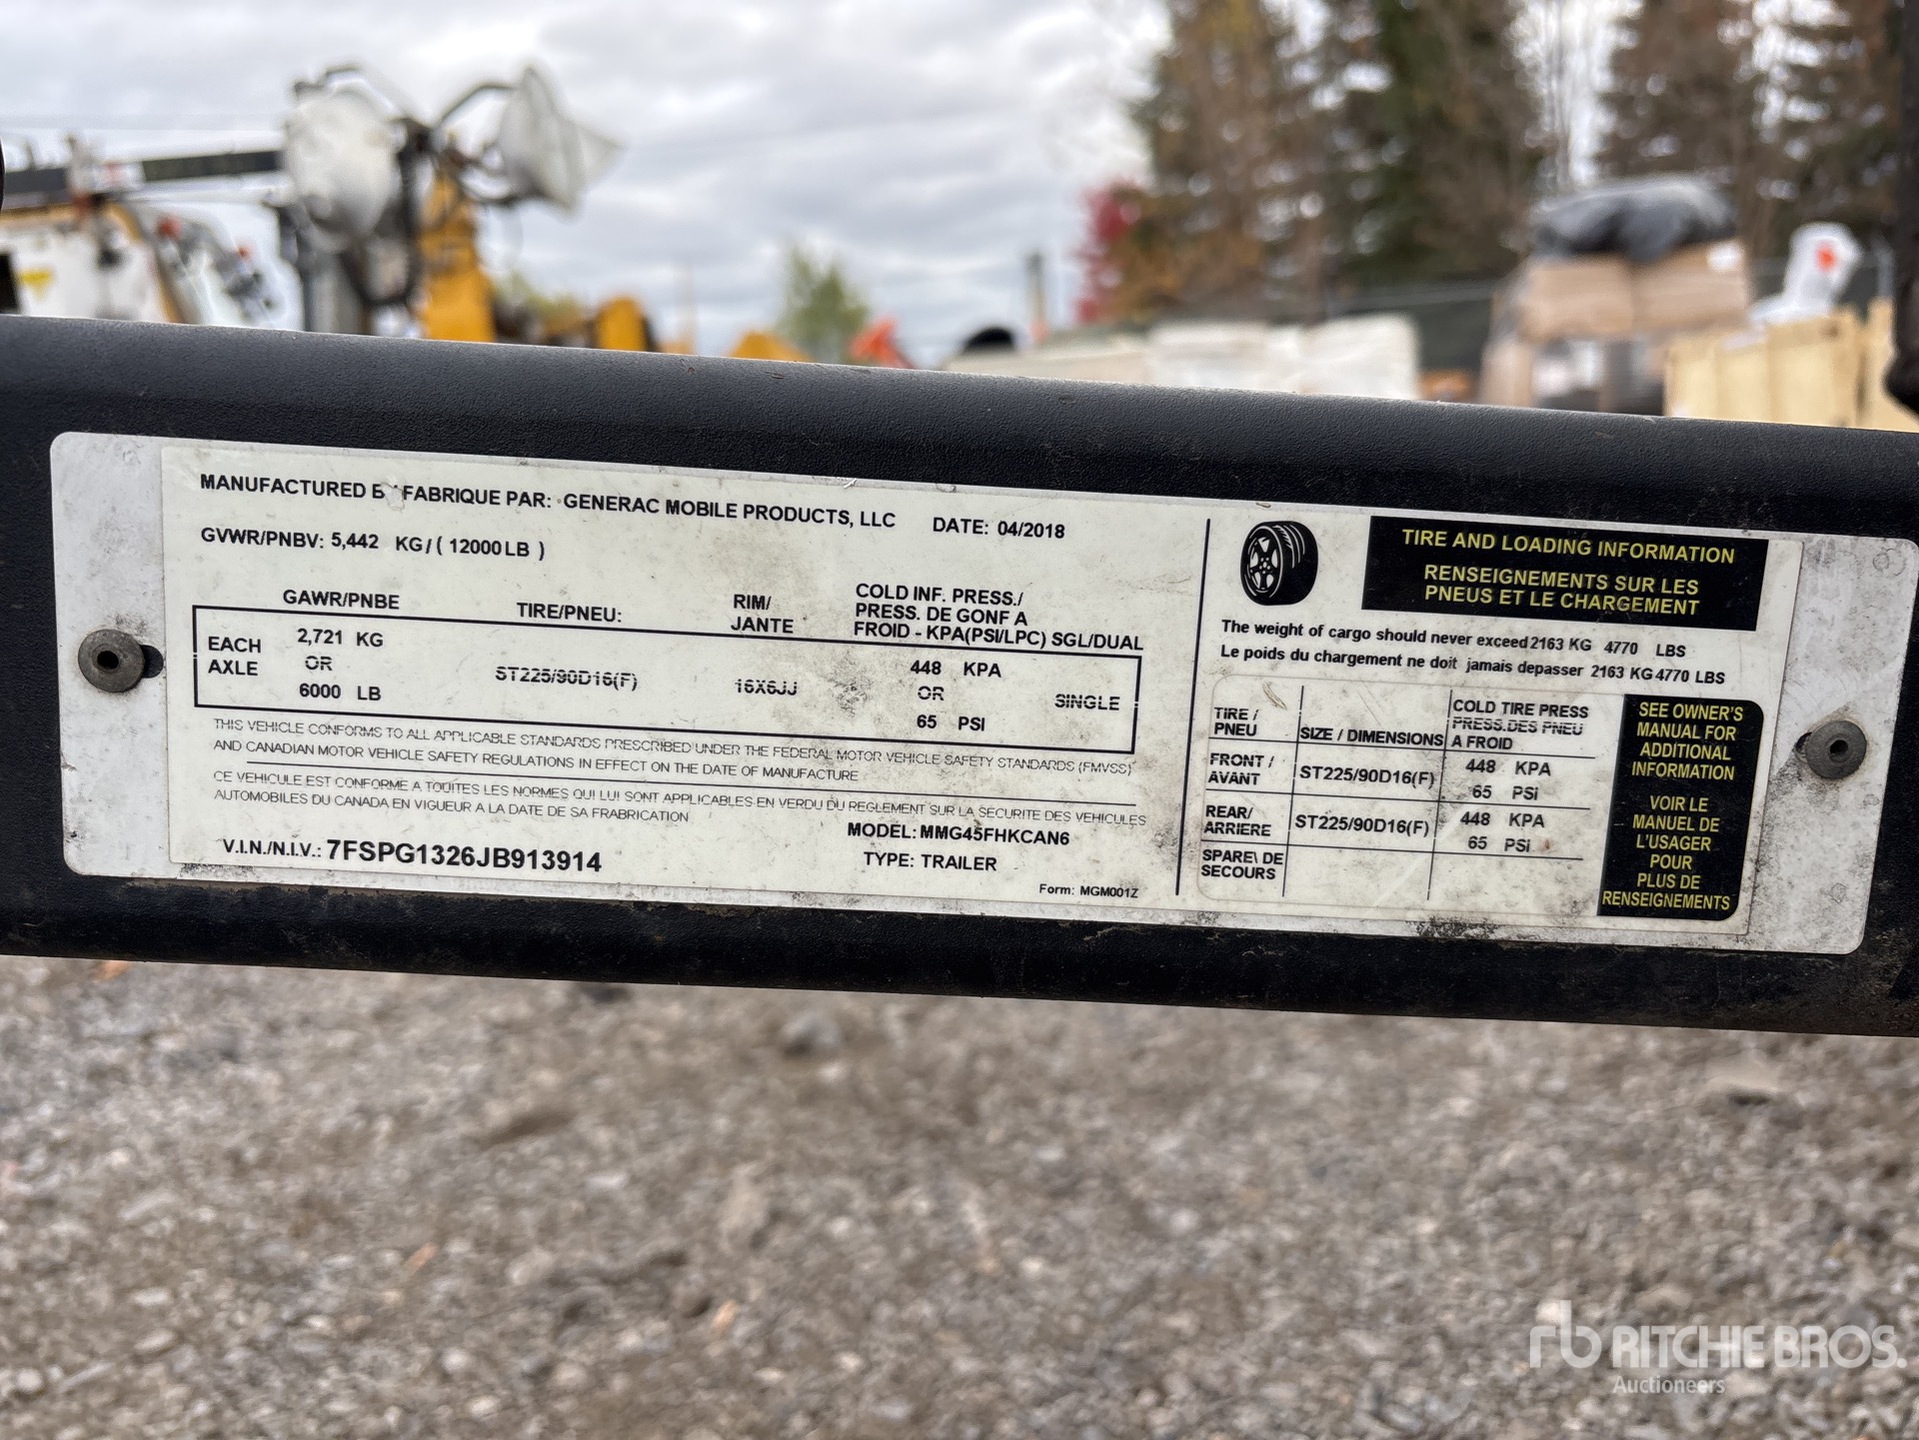 MANUFACTURED B FABRIQUE PAR: GENERAC MOBILE PRODUCTS, LLC DATE: 04/2018
GVWR/PNBV: 5,442 KG/ ( 12000 LB )
GAWR/PNBE TIRE/PNEU: RIM/ JANTE COLD INF. PRESS./ PRESS. DE GONF A FROID - KPA(PSI/LPC) SGL/DUAL
EACH AXLE 2,721 KG OR 6000 LB ST225/90D16(F) 16X6JJ 448 KPA OR 65 PSI SINGLE
THIS VEHICLE CONFORMS TO ALL APPLICABLE STANDARDS PRESCRIBED UNDER THE FEDERAL MOTOR VEHICLE SAFETY STANDARDS (FMVSS)
AND CANADIAN MOTOR VEHICLE SAFETY REGULATIONS IN EFFECT ON THE DATE OF MANUFACTURE
CE VEHICULE EST CONFORME A TOUTES LES NORMES QUI LUI SONT APPLICABLES EN VERDU DU REGLEMENT SUR LA SECURITE DES VEHICULES
AUTOMOBILES DU CANADA EN VIGUEUR A LA DATE DE SA FRABRICATION
V.I.N./N.I.V.: 7FSPG1326JB913914
MODEL: MMG45FHKCAN6
TYPE: TRAILER
Form: MGM001Z
TIRE AND LOADING INFORMATION
RENSEIGNEMENTS SUR LES
PNEUS ET LE CHARGEMENT
The weight of cargo should never exceed 2163 KG 4770 LBS
Le poids du chargement ne doit jamais depasser 2163 KG 4770 LBS
TIRE / PNEU SIZE / DIMENSIONS COLD TIRE PRESS PRESS.DES PNEU A FROID
FRONT / AVANT ST225/90D16(F) 448 KPA 65 PSI
REAR/ ARRIERE ST225/90D16(F) 448 KPA 65 PSI
SPARE\ DE SECOURS
SEE OWNER'S
MANUAL FOR
ADDITIONAL
INFORMATION
VOIR LE
MANUEL DE
L'USAGER
POUR
PLUS DE
RENSEIGNEMENTS
rb RITCHIE BROS.
Auctioneers